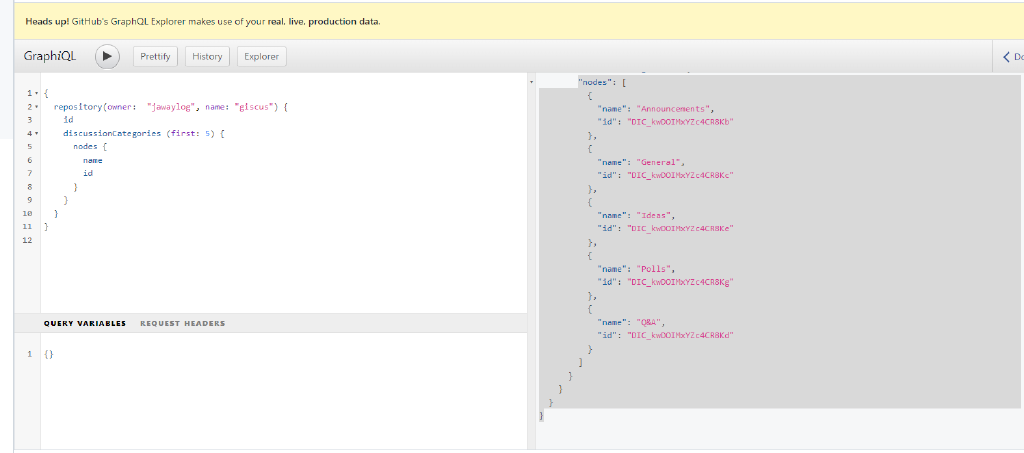 Heads up! GitHub's GraphQL Explorer makes use of your real, live, production data.
GraphiQL Prettify History Explorer
1 {
2 repository(owner: "jawaylog", name: "giscus") {
3 id
4 discussionCategories (first: 5) {
5 nodes {
6 name
7 id
8 }
9 }
10 }
11 }
12
QUERY VARIABLES REQUEST HEADERS
1 {}
"nodes": [
{
"name": "Announcements",
"id": "DIC_kwDOIMxYZc4CR8Kb"
},
{
"name": "General",
"id": "DIC_kwDOIMxYZc4CR8Kc"
},
{
"name": "Ideas",
"id": "DIC_kwDOIMxYZc4CR8Ke"
},
{
"name": "Polls",
"id": "DIC_kwDOIMxYZc4CR8Kg"
},
{
"name": "Q&A",
"id": "DIC_kwDOIMxYZc4CR8Kd"
}
]
}
}
}
}